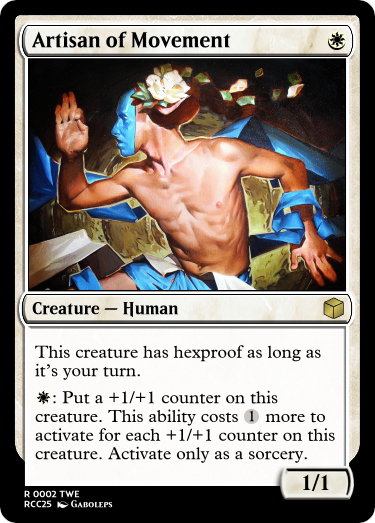 Artisan of Movement
Creature — Human
This creature has hexproof as long as
it's your turn.
: Put a +1/+1 counter on this
creature. This ability costs 1 more to
activate for each +1/+1 counter on this
creature. Activate only as a sorcery.
1/1
R 0002 TWE
RCC25 Gaboleps